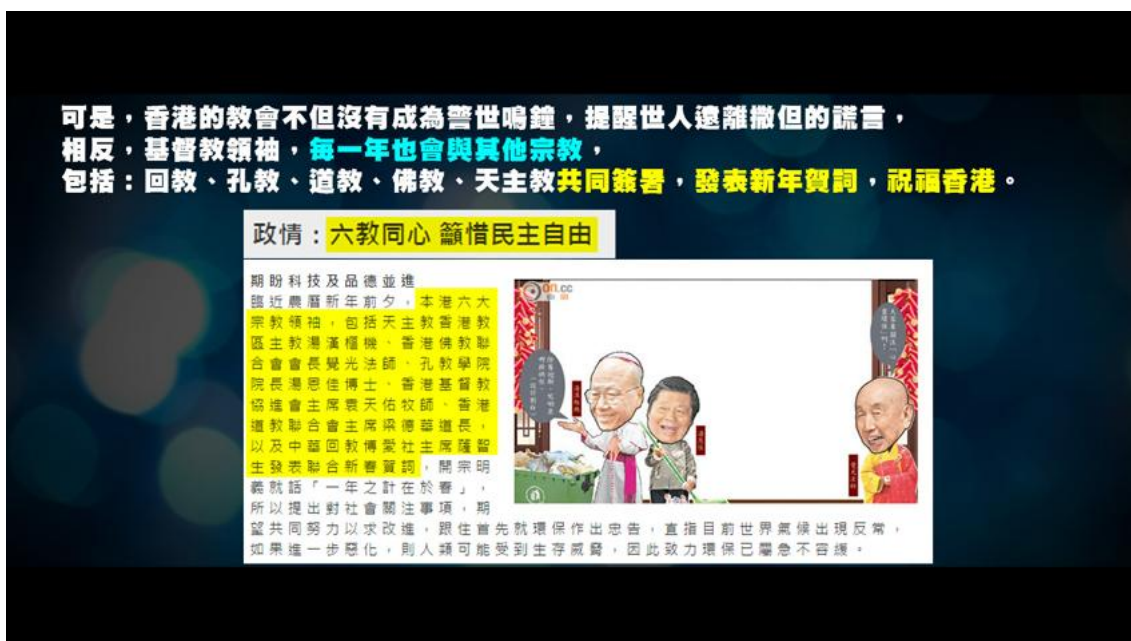 可是，香港的教會不但沒有成為警世鳴鐘，提醒世人遠離撒但的謊言，
相反，基督教領袖，每一年也會與其他宗教，
包括：回教、孔教、道教、佛教、天主教共同簽署，發表新年賀詞，祝福香港。
政情：六教同心 籲惜民主自由
期盼科技及品德並進
臨近農曆新年前夕，本港六大
宗教領袖，包括天主教香港教
區主教湯漢樞機、香港佛教聯
合會會長覺光法師、孔教學院
院長湯恩佳博士、香港基督教
協進會主席袁天佑牧師、香港
道教聯合會主席梁德華道長，
以及中華回教博愛社主席薩智
生發表聯合新春賀詞，開宗明
義就話「一年之計在於春」，
所以提出對社會關注事項，期
望共同努力以求改進，跟住首先就環保作出忠告，直指目前世界氣候出現反常，
如果進一步惡化，則人類可能受到生存威脅，因此致力環保已屬急不容緩。
on.cc
湯恩佳
覺光法師